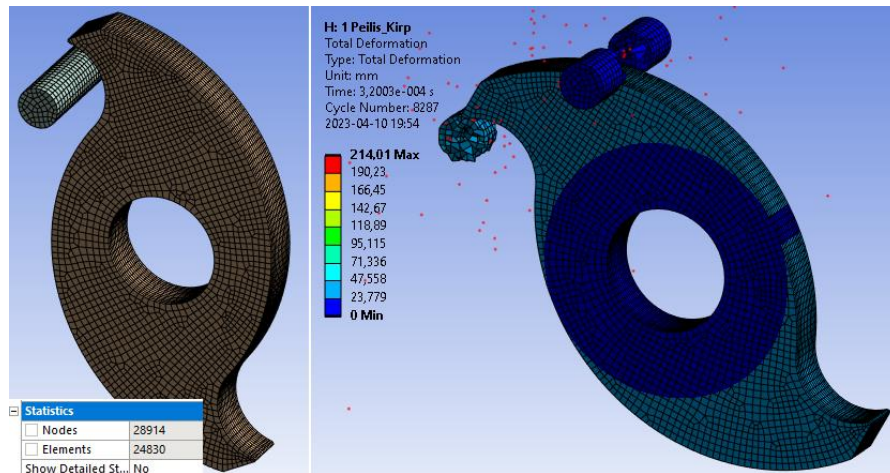 H: 1 Peilis_Kirp
Total Deformation
Type: Total Deformation
Unit: mm
Time: 3,2003e-004 s
Cycle Number: 8287
2023-04-10 19:54
214,01 Max
190,23
166,45
142,67
118,89
95,115
71,336
47,558
23,779
0 Min
Statistics
Nodes 28914
Elements 24830
Show Detailed St... No